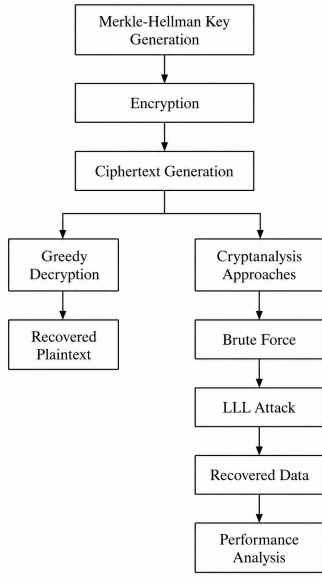 Merkle-Hellman Key
Generation
Encryption
Ciphertext Generation
Greedy
Decryption
Recovered
Plaintext
Cryptanalysis
Approaches
Brute Force
LLL Attack
Recovered Data
Performance
Analysis